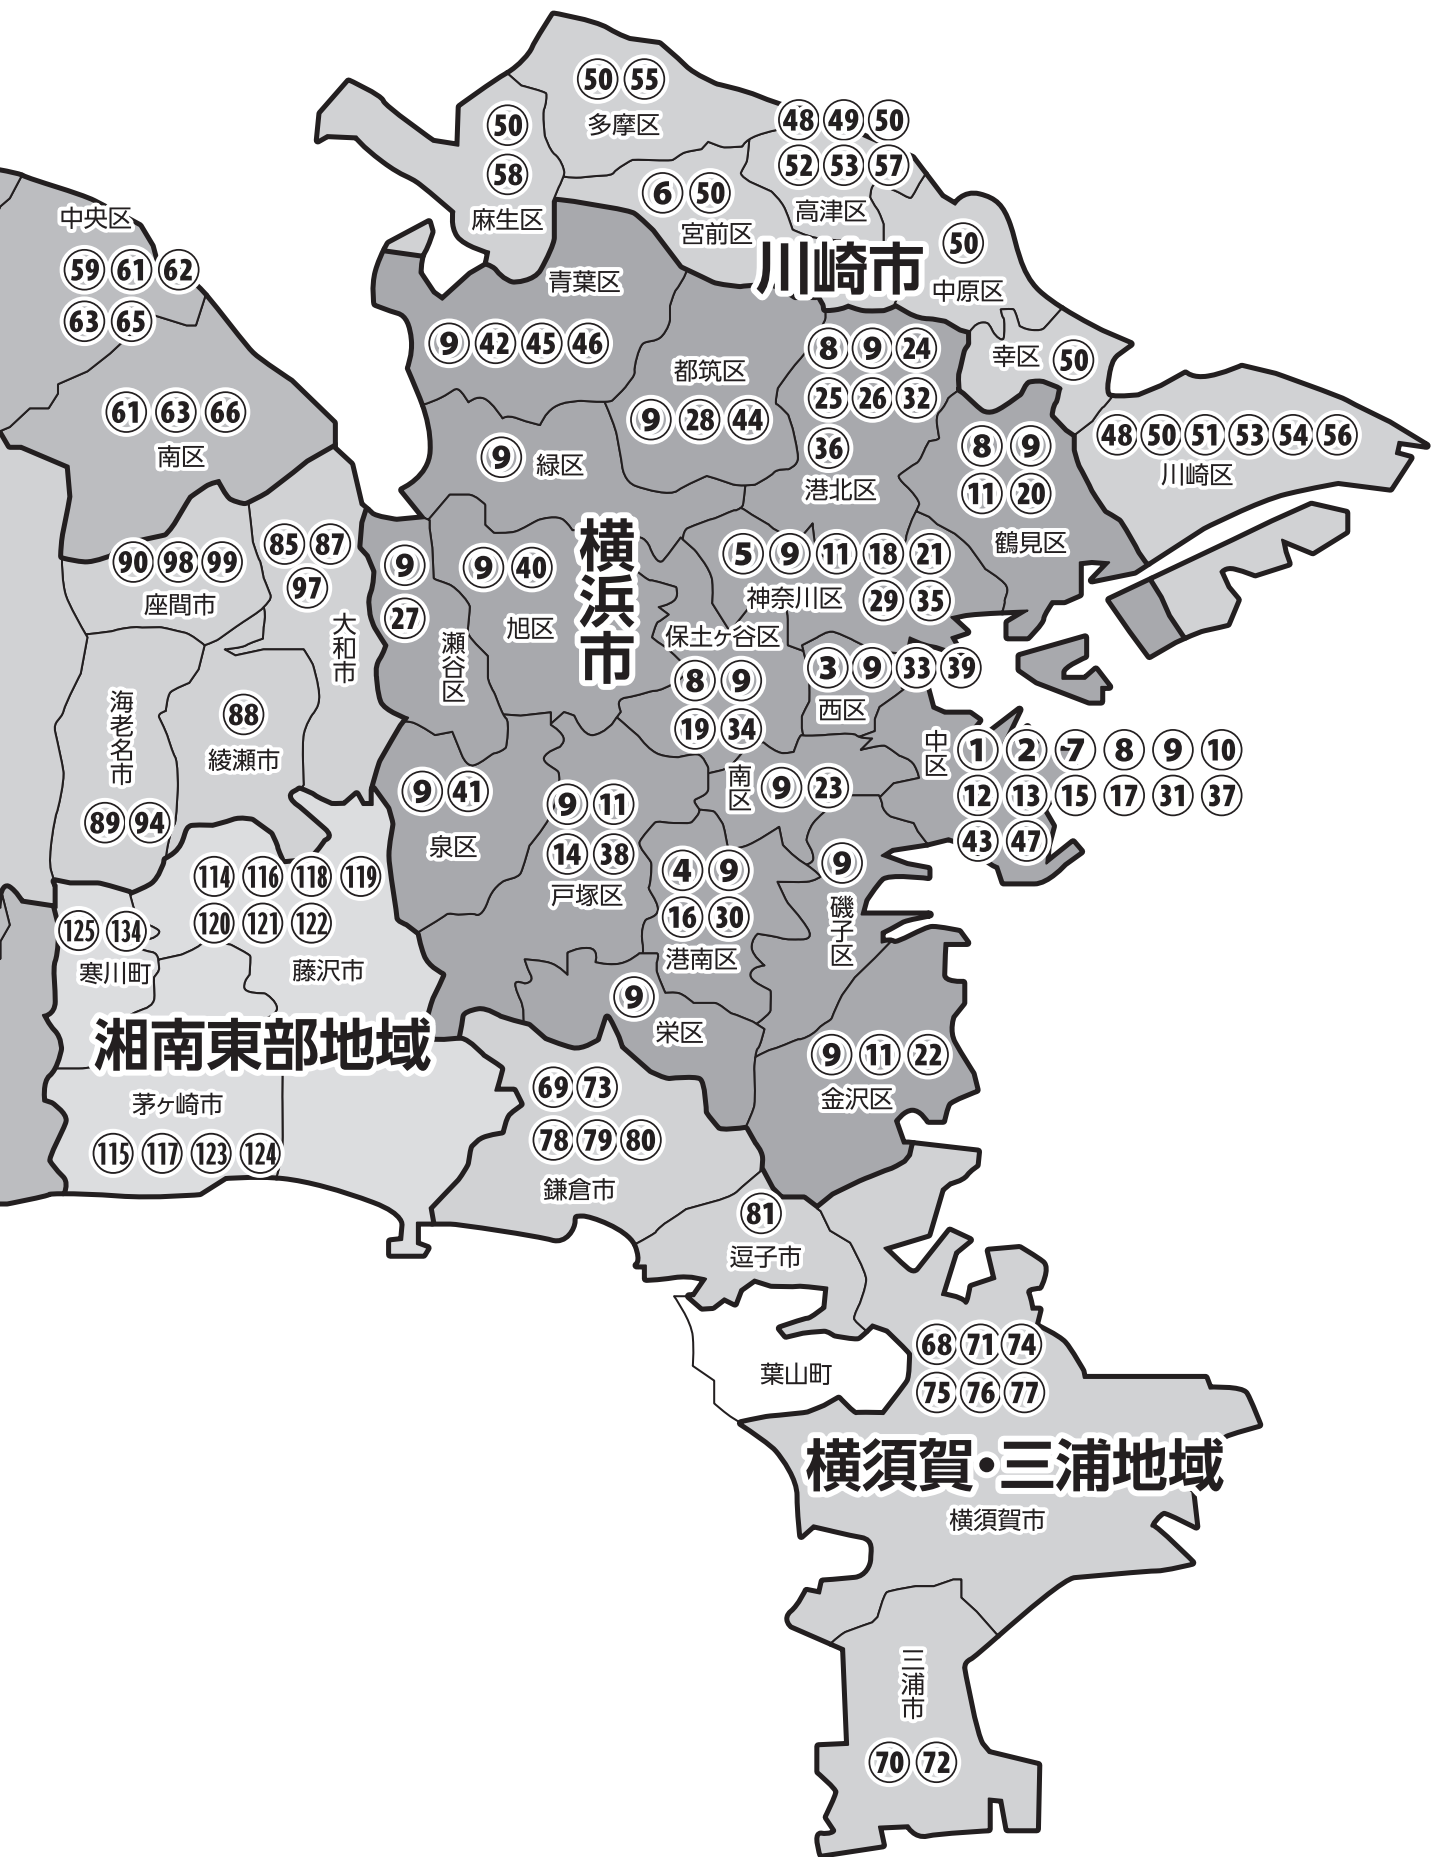 50 55
多摩区
50
58
麻生区
48 49 50
52 53 57
高津区
6 50
宮前区
川崎市
50
中原区
幸区 50
48 50 51 53 54 56
川崎区
中央区
59 61 62
63 65
61 63 66
南区
青葉区
9 42 45 46
都筑区
9 28 44
8 9 24
25 26 32
36
港北区
8 9
11 20
鶴見区
9 緑区
横浜市
9
27
瀬谷区
9 40
旭区
5 9 11 18 21
神奈川区 29 35
保土ヶ谷区
8 9
19 34
3 9 33 39
西区
中区
1 2 7 8 9 10
12 13 15 17 31 37
43 47
南区 9 23
9 41
泉区
9 11
14 38
戸塚区
4 9
16 30
港南区
9
磯子区
9
栄区
9 11 22
金沢区
90 98 99
座間市
85 87
97
大和市
海老名市
89 94
88
綾瀬市
114 116 118 119
120 121 122
藤沢市
125 134
寒川町
湘南東部地域
茅ヶ崎市
115 117 123 124
69 73
78 79 80
鎌倉市
81
逗子市
葉山町
68 71 74
75 76 77
横須賀・三浦地域
横須賀市
三浦市
70 72